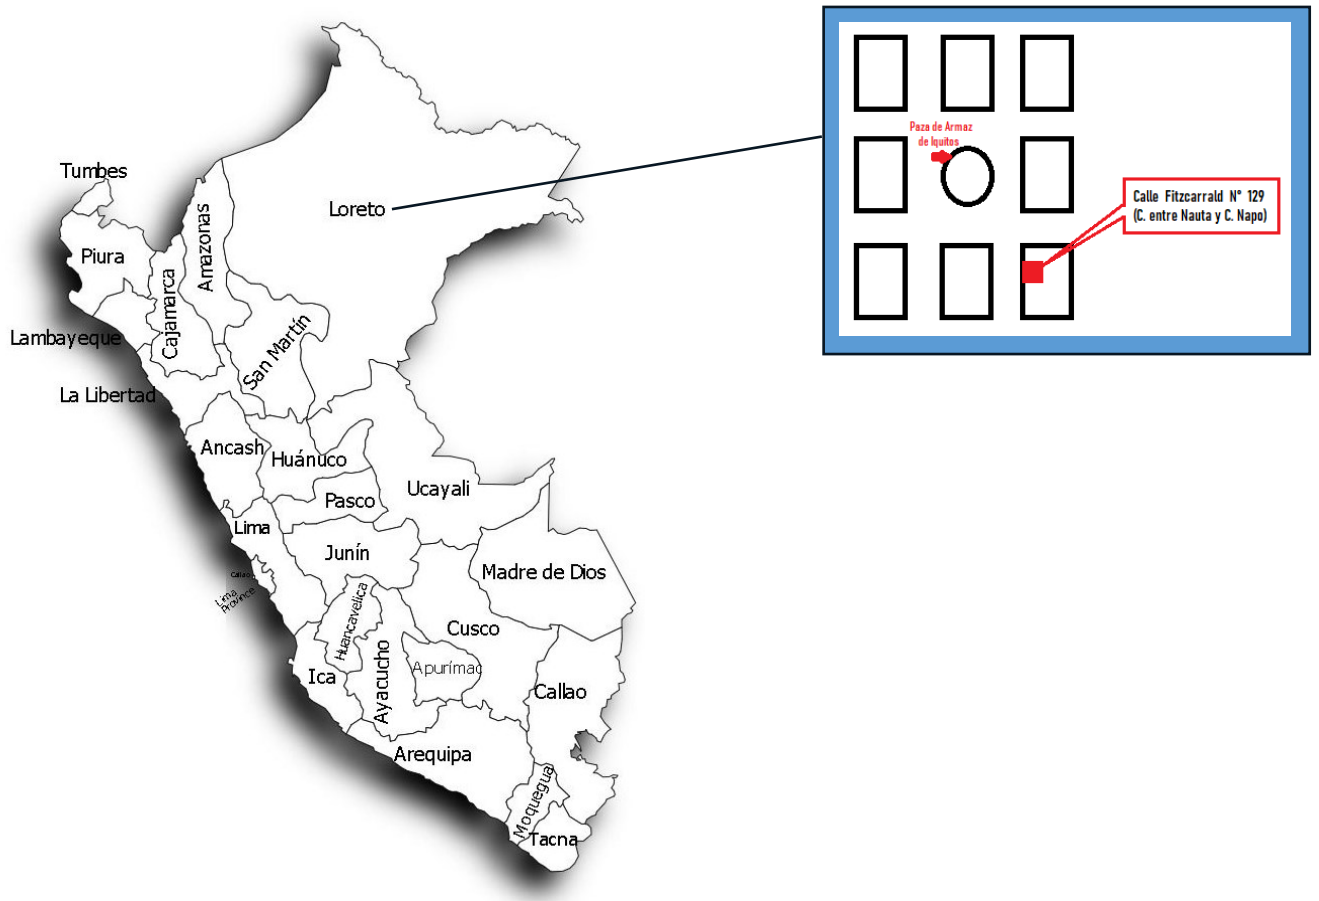 Tumbes
Piura
Lambayeque
La Libertad
Cajamarca
Amazonas
Loreto
San Martín
Ancash
Huánuco
Pasco
Ucayali
Lima
Callao
Lima
Province
Junín
Madre de Dios
Huancavelica
Cusco
Ica
Ayacucho
Apurímac
Callao
Arequipa
Moquegua
Tacna
Paza de Armaz
de Iquitos
Calle Fitzcarrald N° 129
(C. entre Nauta y C. Napo)